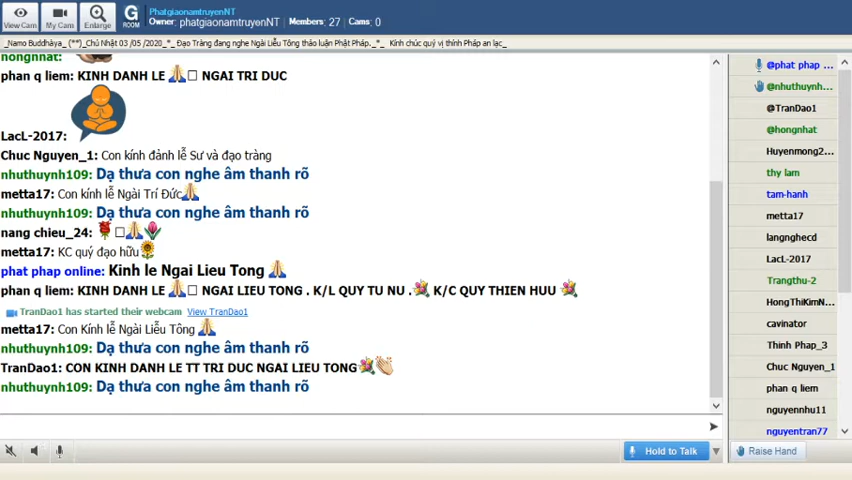 View Cam
My Cam
Enlarge
G
ROOM
PhatgiaonamtruyenNT
Owner: phatgiaonamtruyenNT Members: 27 Cams: 0
_Namo Buddhàya_ (**)_Chủ Nhật 03 /05 /2020_*_ Đạo Tràng đang nghe Ngài Liễu Tông thảo luận Phật Pháp._*_ Kính chúc quý vị thính Pháp an lạc_
hongnhat:
phan q liem: KINH DANH LE 🙏 NGAI TRI DUC
LacL-2017:
Chuc Nguyen_1: Con kính đảnh lễ Sư và đạo tràng
nhuthuynh109: Dạ thưa con nghe âm thanh rõ
metta17: Con kính lễ Ngài Trí Đức🙏
nhuthuynh109: Dạ thưa con nghe âm thanh rõ
nang chieu_24: 🌹 🙏🌷
metta17: KC quý đạo hữu🌻
phat phap online: Kinh le Ngai Lieu Tong 🙏
phan q liem: KINH DANH LE 🙏 NGAI LIEU TONG . K/L QUY TU NU .💐 K/C QUY THIEN HUU 💐
TranDao1 has started their webcam View TranDao1
metta17: Con Kính lễ Ngài Liễu Tông 🙏
nhuthuynh109: Dạ thưa con nghe âm thanh rõ
TranDao1: CON KINH DANH LE TT TRI DUC NGAI LIEU TONG💐👏
nhuthuynh109: Dạ thưa con nghe âm thanh rõ
Hold to Talk
@phat phap ...
@nhuthuynh...
@TranDao1
@hongnhat
Huyenmong2...
thy lam
tam-hanh
metta17
langnghecd
LacL-2017
Trangthu-2
HongThiKimN...
cavinator
Thinh Phap_3
Chuc Nguyen...
phan q liem
nguyennhu11
nguyentran77
Raise Hand